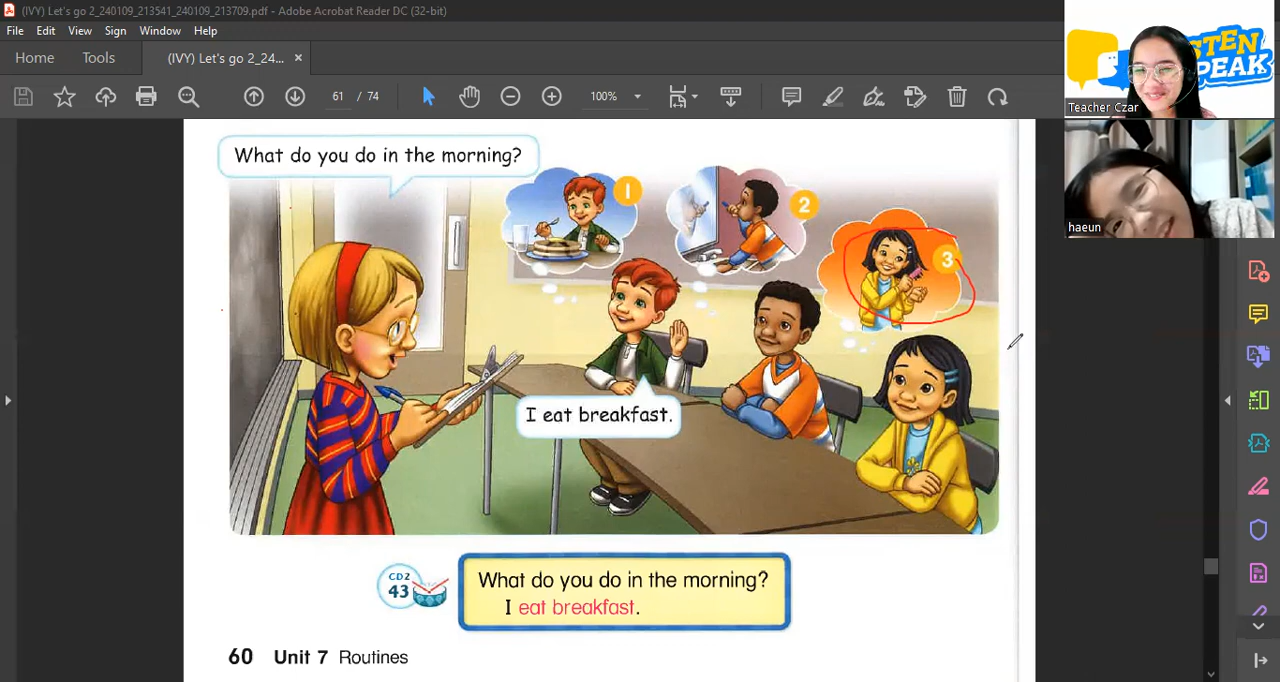 (IVY) Let's go 2_240109_213541_240109_213709.pdf - Adobe Acrobat Reader DC (32-bit)
File Edit View Sign Window Help
Home Tools (IVY) Let's go 2_24... ×
61 / 74 100%
STEN
PEAK
Teacher Czar
haeun
What do you do in the morning?
1
2
3
I eat breakfast.
CD2
43
What do you do in the morning?
I eat breakfast.
60 Unit 7 Routines